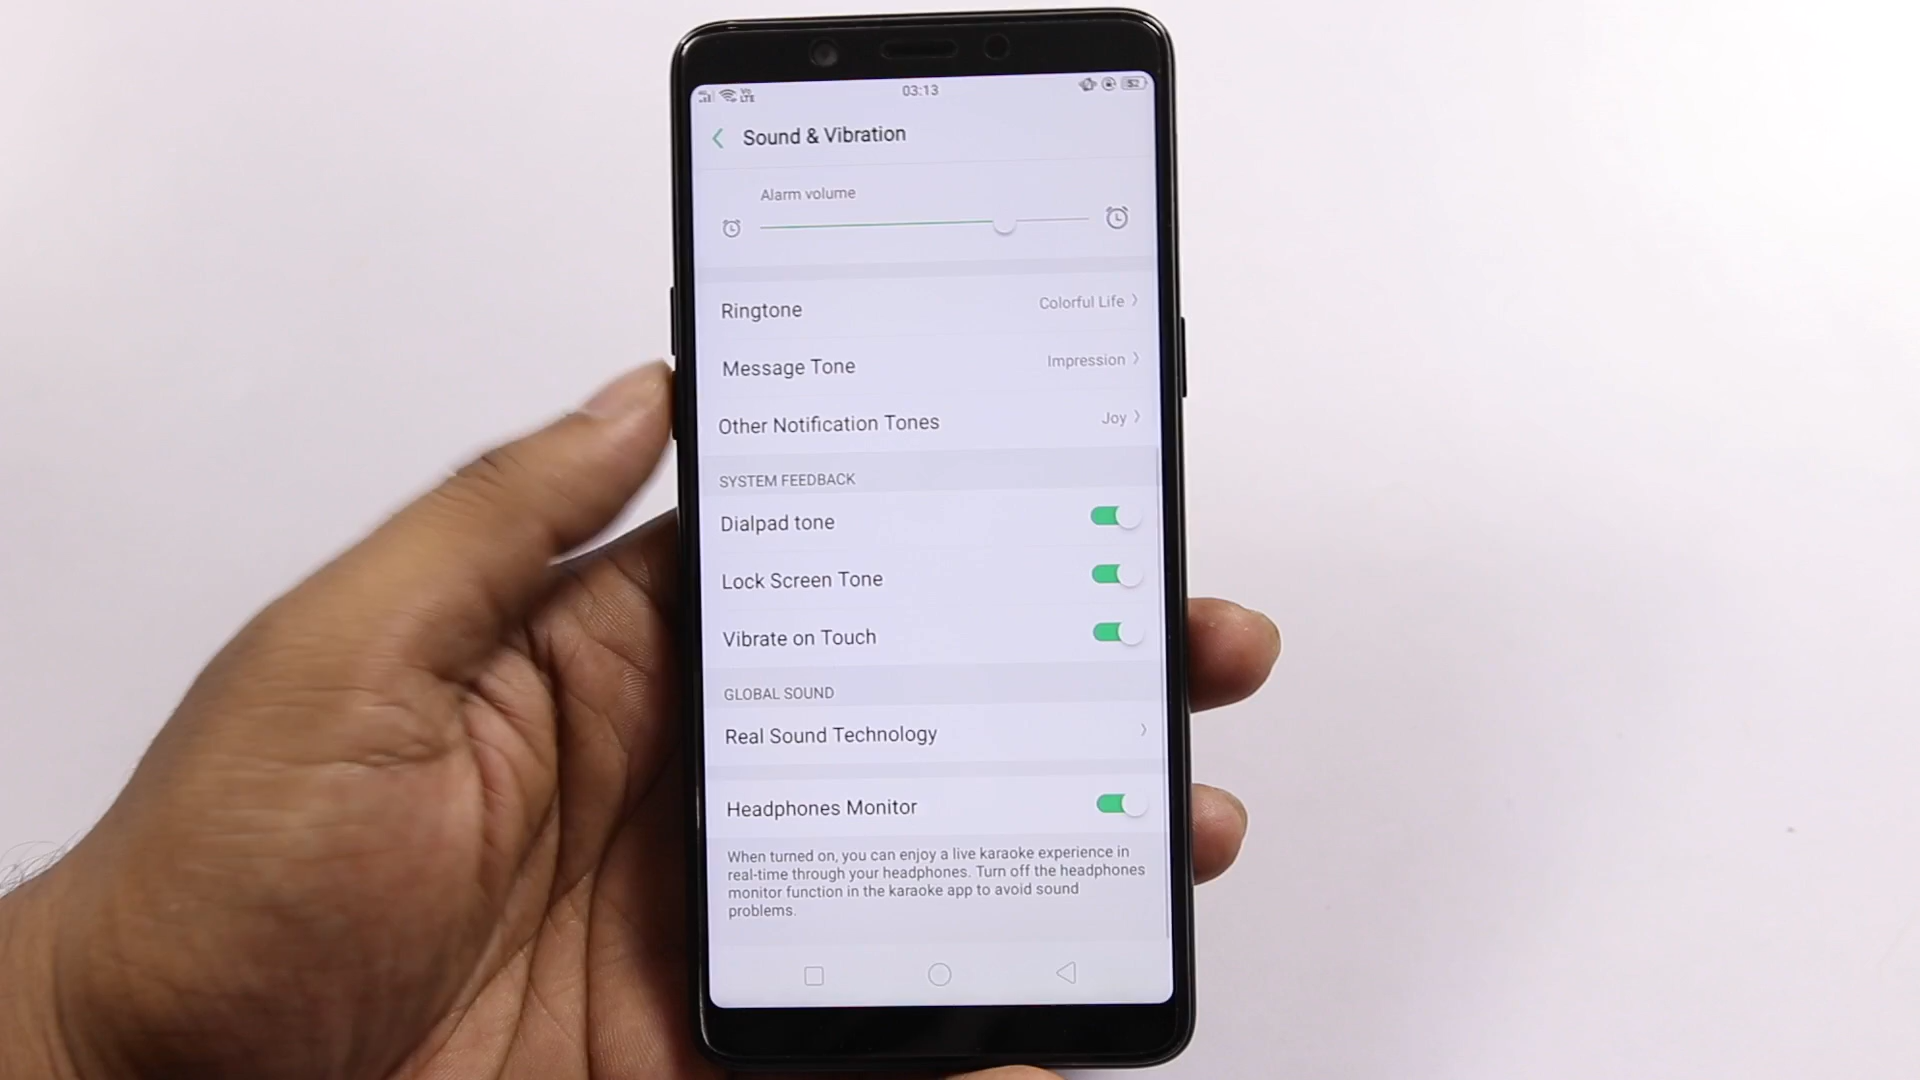 Vo
LTE
03:13
52
Sound & Vibration
Alarm volume
Ringtone
Colorful Life
Message Tone
Impression
Other Notification Tones
Joy
SYSTEM FEEDBACK
Dialpad tone
Lock Screen Tone
Vibrate on Touch
GLOBAL SOUND
Real Sound Technology
Headphones Monitor
When turned on, you can enjoy a live karaoke experience in
real-time through your headphones. Turn off the headphones
monitor function in the karaoke app to avoid sound
problems.